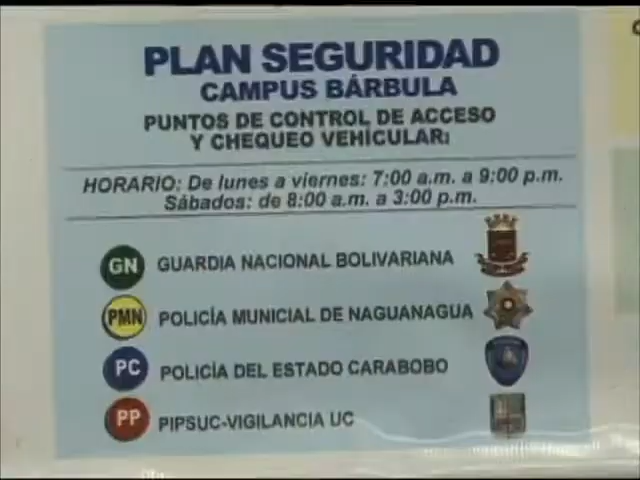 PLAN SEGURIDAD
CAMPUS BÁRBULA
PUNTOS DE CONTROL DE ACCESO
Y CHEQUEO VEHICULAR:
HORARIO: De lunes a viernes: 7:00 a.m. a 9:00 p.m.
Sábados: de 8:00 a.m. a 3:00 p.m.
GN GUARDIA NACIONAL BOLIVARIANA
PMN POLICÍA MUNICIAL DE NAGUANAGUA
PC POLICÍA DEL ESTADO CARABOBO
PP PIPSUC-VIGILANCIA UC